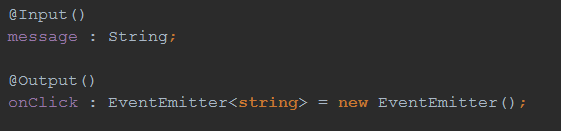 @Input()
message : String;
@Output()
onClick : EventEmitter<string> = new EventEmitter();